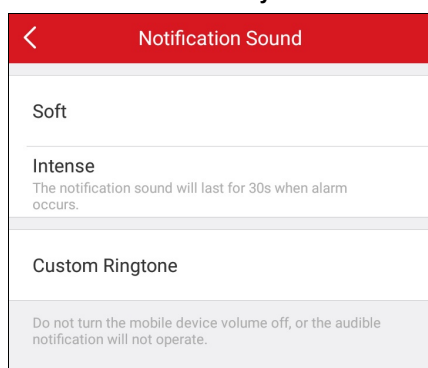 Notification Sound
Soft
Intense
The notification sound will last for 30s when alarm
occurs.
Custom Ringtone
Do not turn the mobile device volume off, or the audible
notification will not operate.